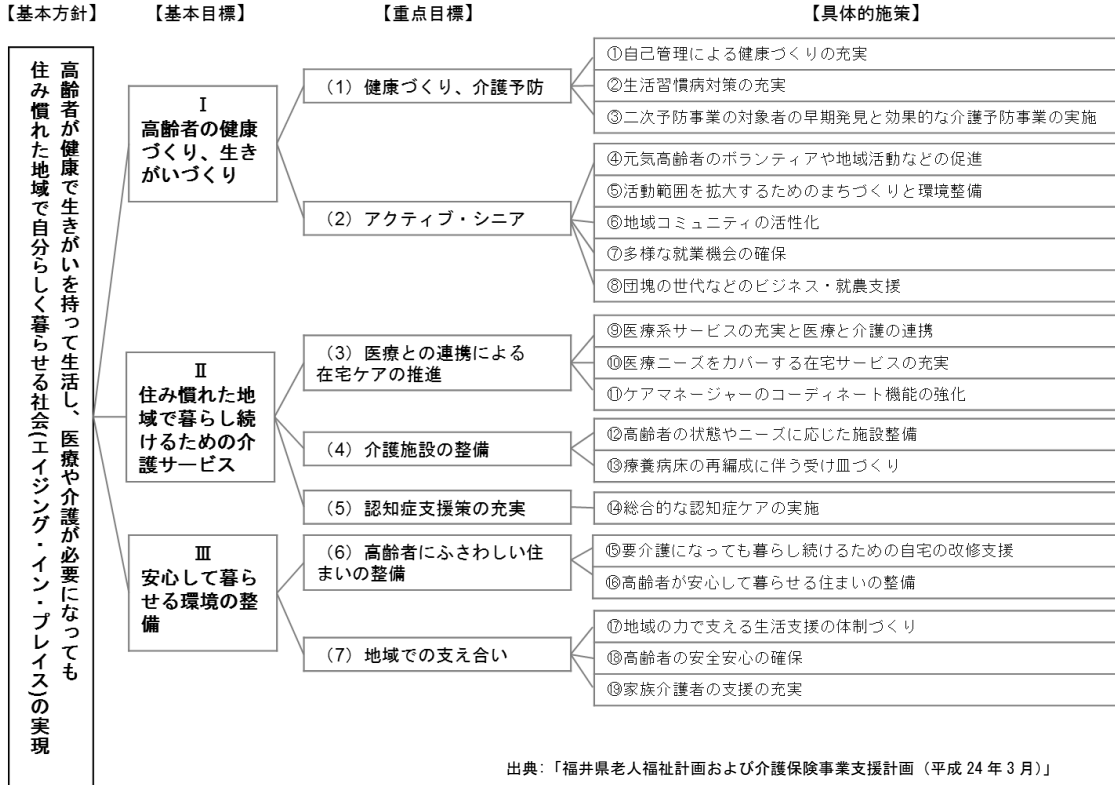 【基本方針】 【基本目標】 【重点目標】 【具体的施策】
高齢者が健康で生きがいを持って生活し、医療や介護が必要になっても
住み慣れた地域で自分らしく暮らせる社会(エイジング・イン・プレイス)の実現
Ⅰ
高齢者の健康
づくり、生き
がいづくり
(1)健康づくり、介護予防
①自己管理による健康づくりの充実
②生活習慣病対策の充実
③二次予防事業の対象者の早期発見と効果的な介護予防事業の実施
(2)アクティブ・シニア
④元気高齢者のボランティアや地域活動などの促進
⑤活動範囲を拡大するためのまちづくりと環境整備
⑥地域コミュニティの活性化
⑦多様な就業機会の確保
⑧団塊の世代などのビジネス・就農支援
Ⅱ
住み慣れた地
域で暮らし続
けるための介
護サービス
(3)医療との連携による
在宅ケアの推進
⑨医療系サービスの充実と医療と介護の連携
⑩医療ニーズをカバーする在宅サービスの充実
⑪ケアマネージャーのコーディネート機能の強化
(4)介護施設の整備
⑫高齢者の状態やニーズに応じた施設整備
⑬療養病床の再編成に伴う受け皿づくり
(5)認知症支援策の充実
⑭総合的な認知症ケアの実施
Ⅲ
安心して暮ら
せる環境の整
備
(6)高齢者にふさわしい住
まいの整備
⑮要介護になっても暮らし続けるための自宅の改修支援
⑯高齢者が安心して暮らせる住まいの整備
(7)地域での支え合い
⑰地域の力で支える生活支援の体制づくり
⑱高齢者の安全安心の確保
⑲家族介護者の支援の充実
出典:「福井県老人福祉計画および介護保険事業支援計画(平成24年3月)」